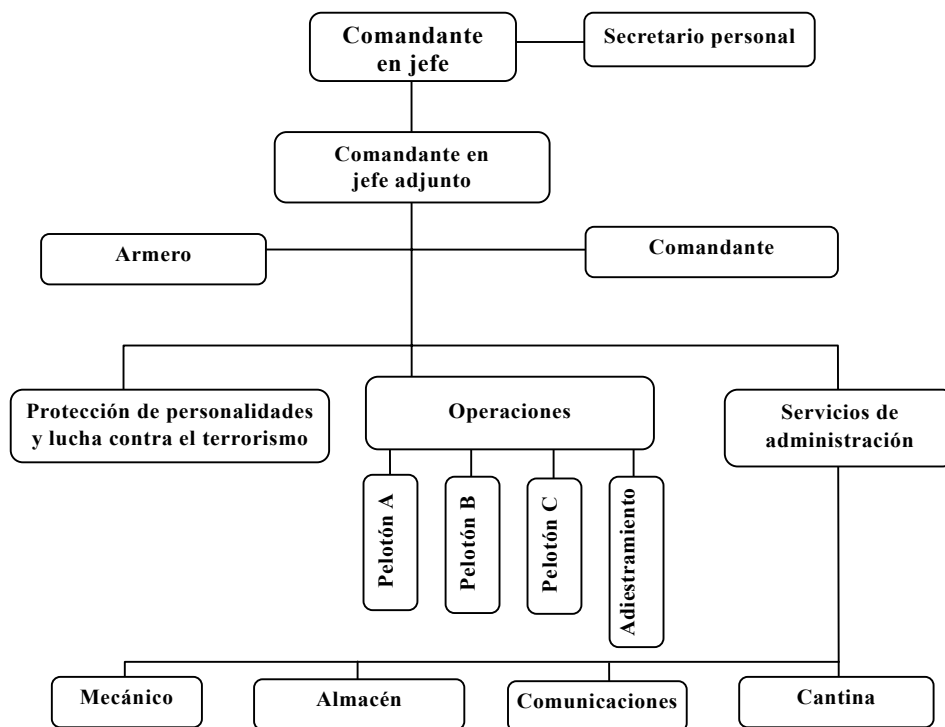 Comandante
en jefe
Secretario personal
Comandante en
jefe adjunto
Armero
Comandante
Protección de personalidades
y lucha contra el terrorismo
Operaciones
Servicios de
administración
Pelotón A
Pelotón B
Pelotón C
Adiestramiento
Mecánico
Almacén
Comunicaciones
Cantina